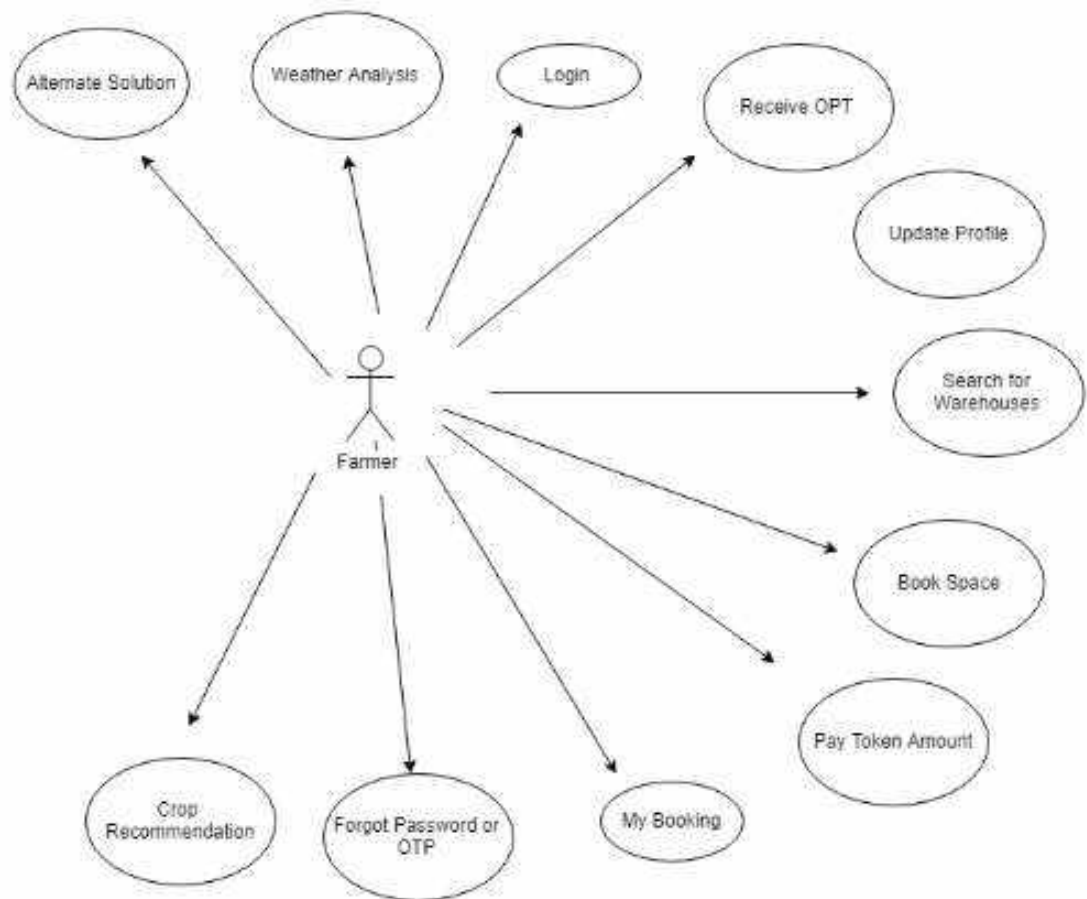 Alternate Solution
Weather Analysis
Login
Receive OPT
Update Profile
Search for
Warehouses
Farmer
Book Space
Pay Token Amount
Crop
Recommendation
Forgot Password or
OTP
My Booking